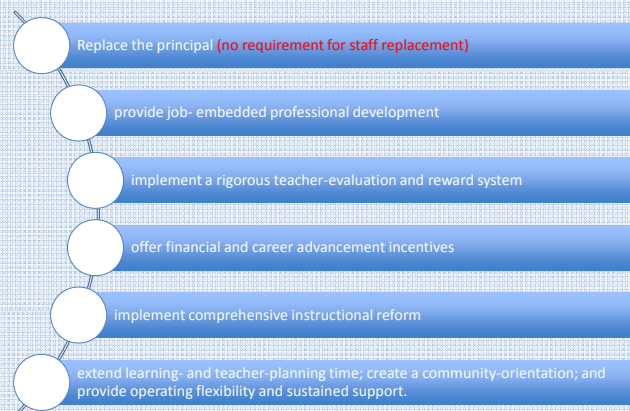 Replace the principal (no requirement for staff replacement)
provide job- embedded professional development
implement a rigorous teacher-evaluation and reward system
offer financial and career advancement incentives
implement comprehensive instructional reform
extend learning- and teacher-planning time; create a community-orientation; and
provide operating flexibility and sustained support.